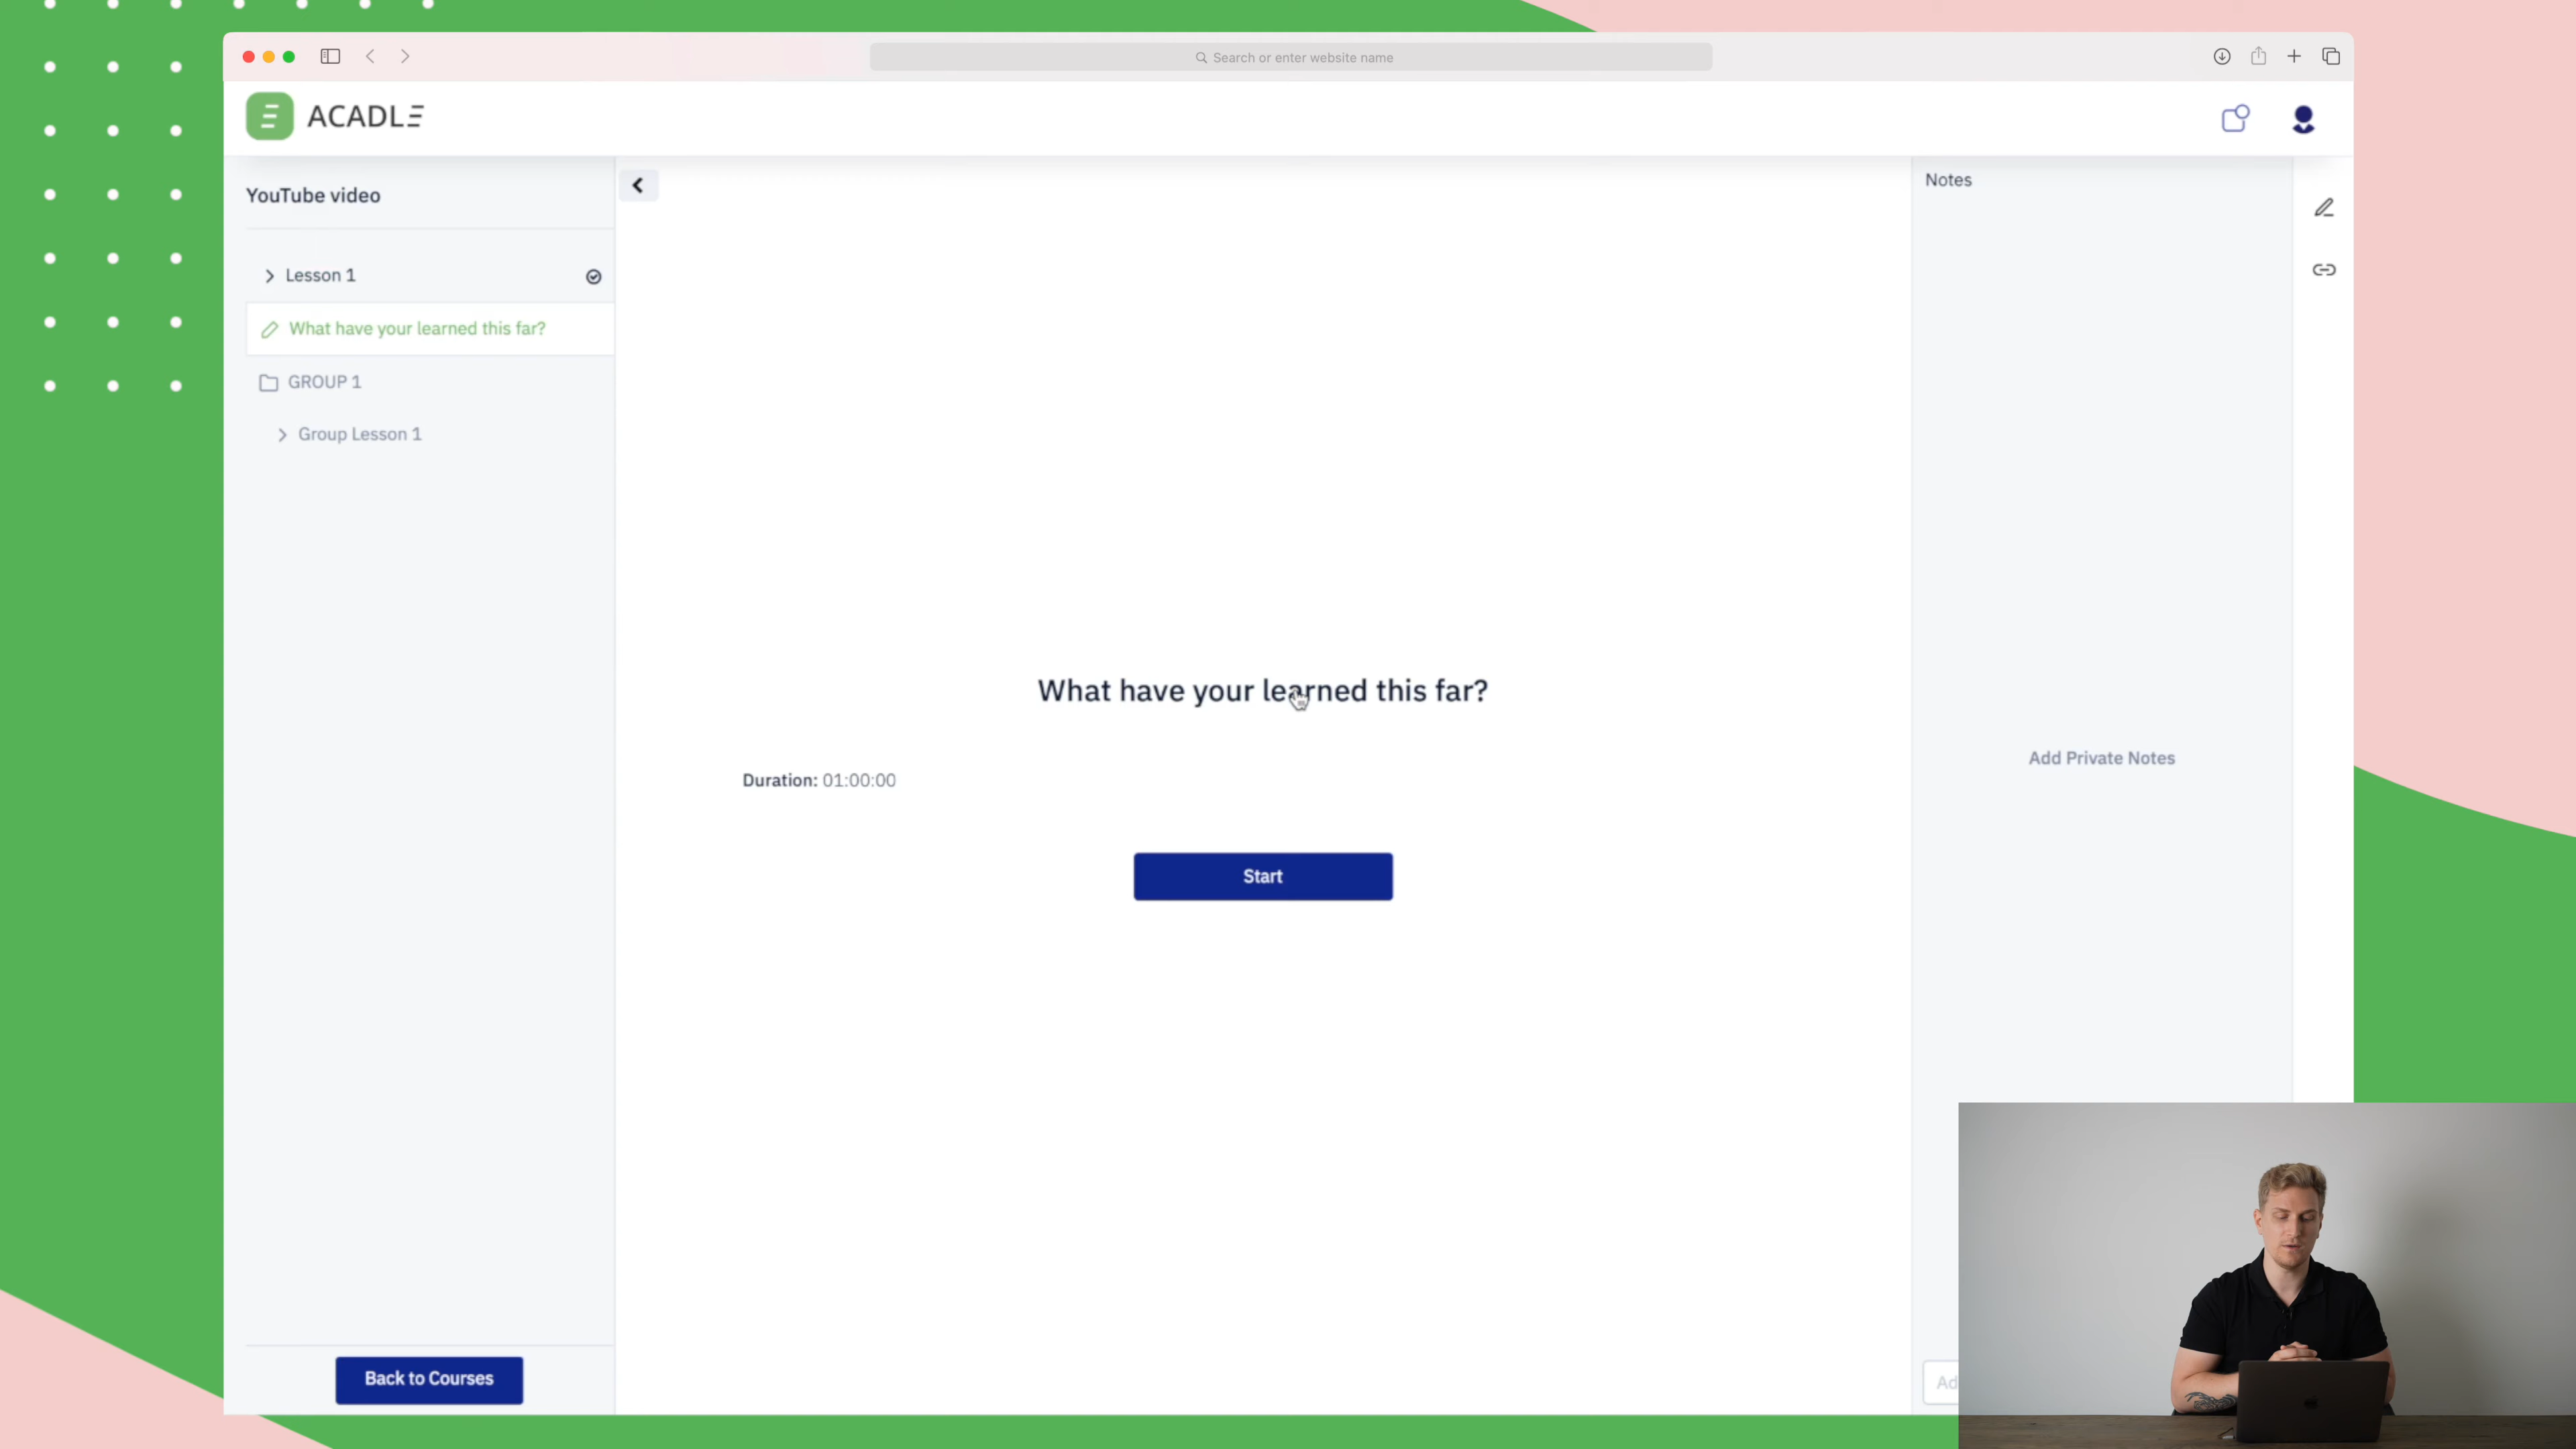 Search or enter website name
ACADLE
YouTube video
Notes
Lesson 1
What have your learned this far?
GROUP 1
Group Lesson 1
What have your learned this far?
Add Private Notes
Duration: 01:00:00
Start
Back to Courses
Ad